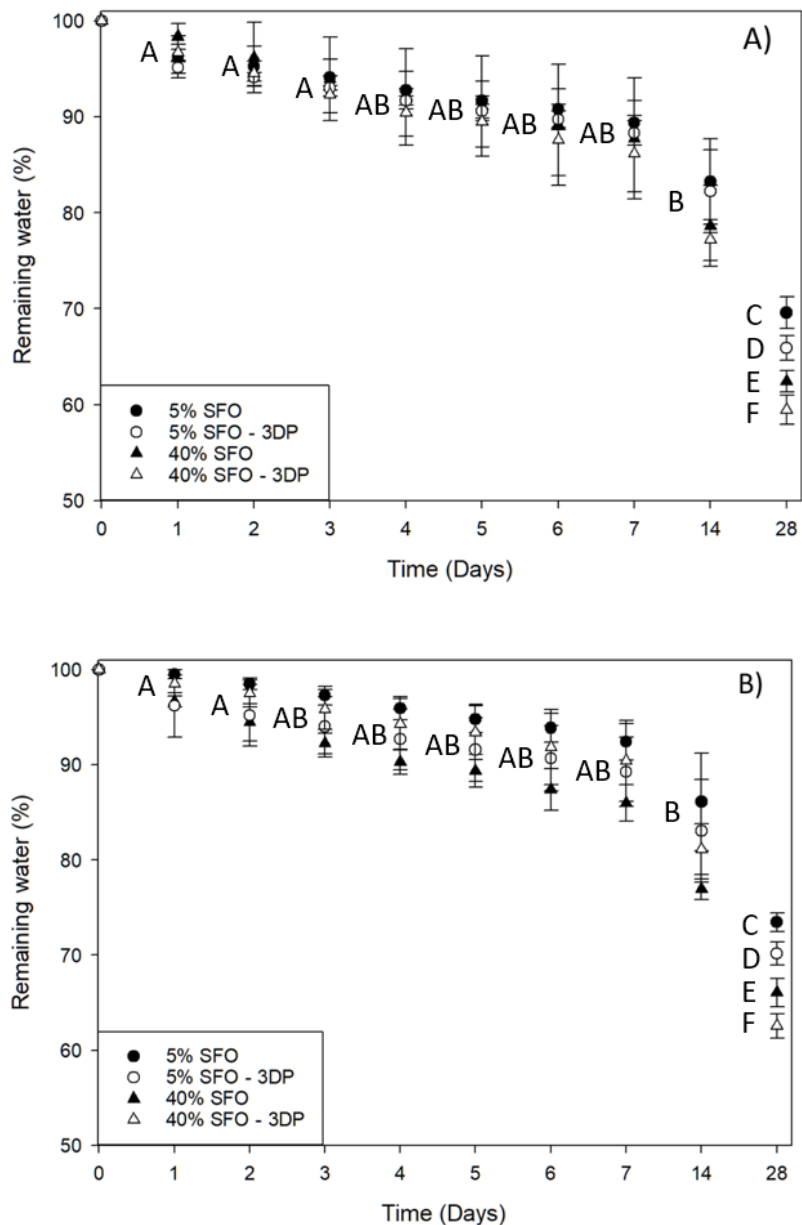 A)
Remaining water (%)
100
90
80
70
60
50
A
A
A
AB
AB
AB
AB
B
C
D
E
F
5% SFO
5% SFO - 3DP
40% SFO
40% SFO - 3DP
0 1 2 3 4 5 6 7 14 28
Time (Days)
B)
Remaining water (%)
100
90
80
70
60
50
A
A
AB
AB
AB
AB
AB
B
C
D
E
F
5% SFO
5% SFO - 3DP
40% SFO
40% SFO - 3DP
0 1 2 3 4 5 6 7 14 28
Time (Days)